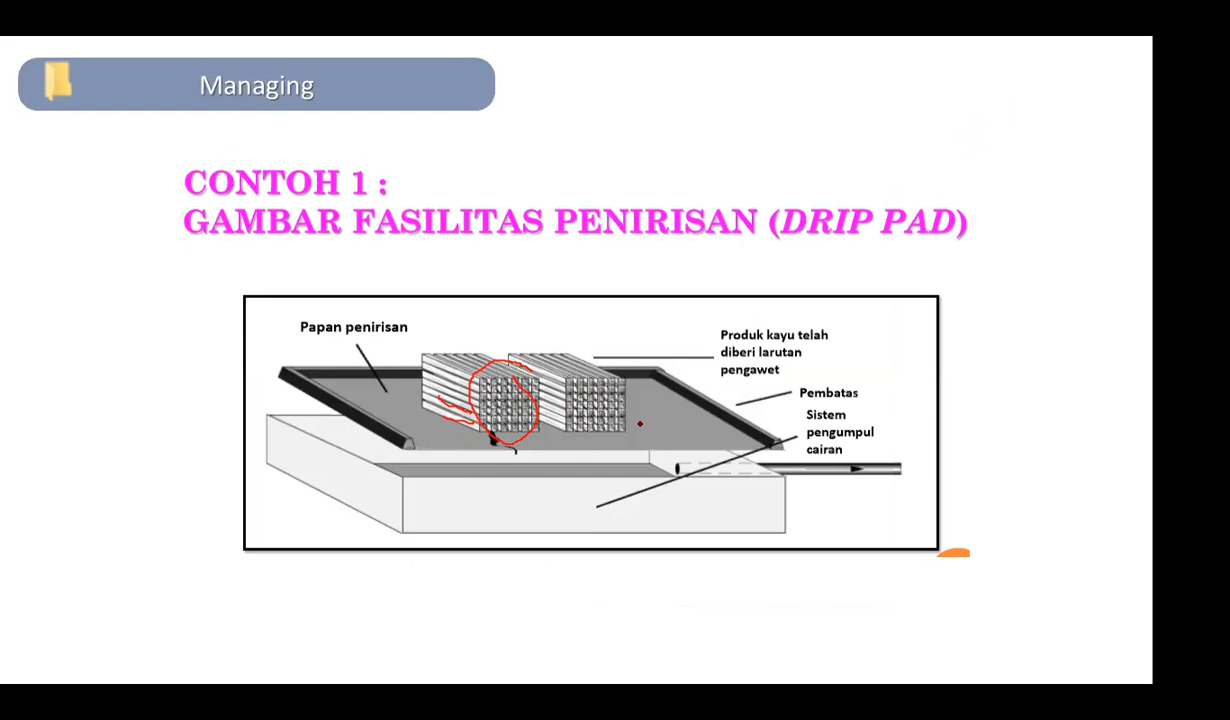 Managing
CONTOH 1 :
GAMBAR FASILITAS PENIRISAN (DRIP PAD)
Papan penirisan
Produk kayu telah
diberi larutan
pengawet
Pembatas
Sistem
pengumpul
cairan